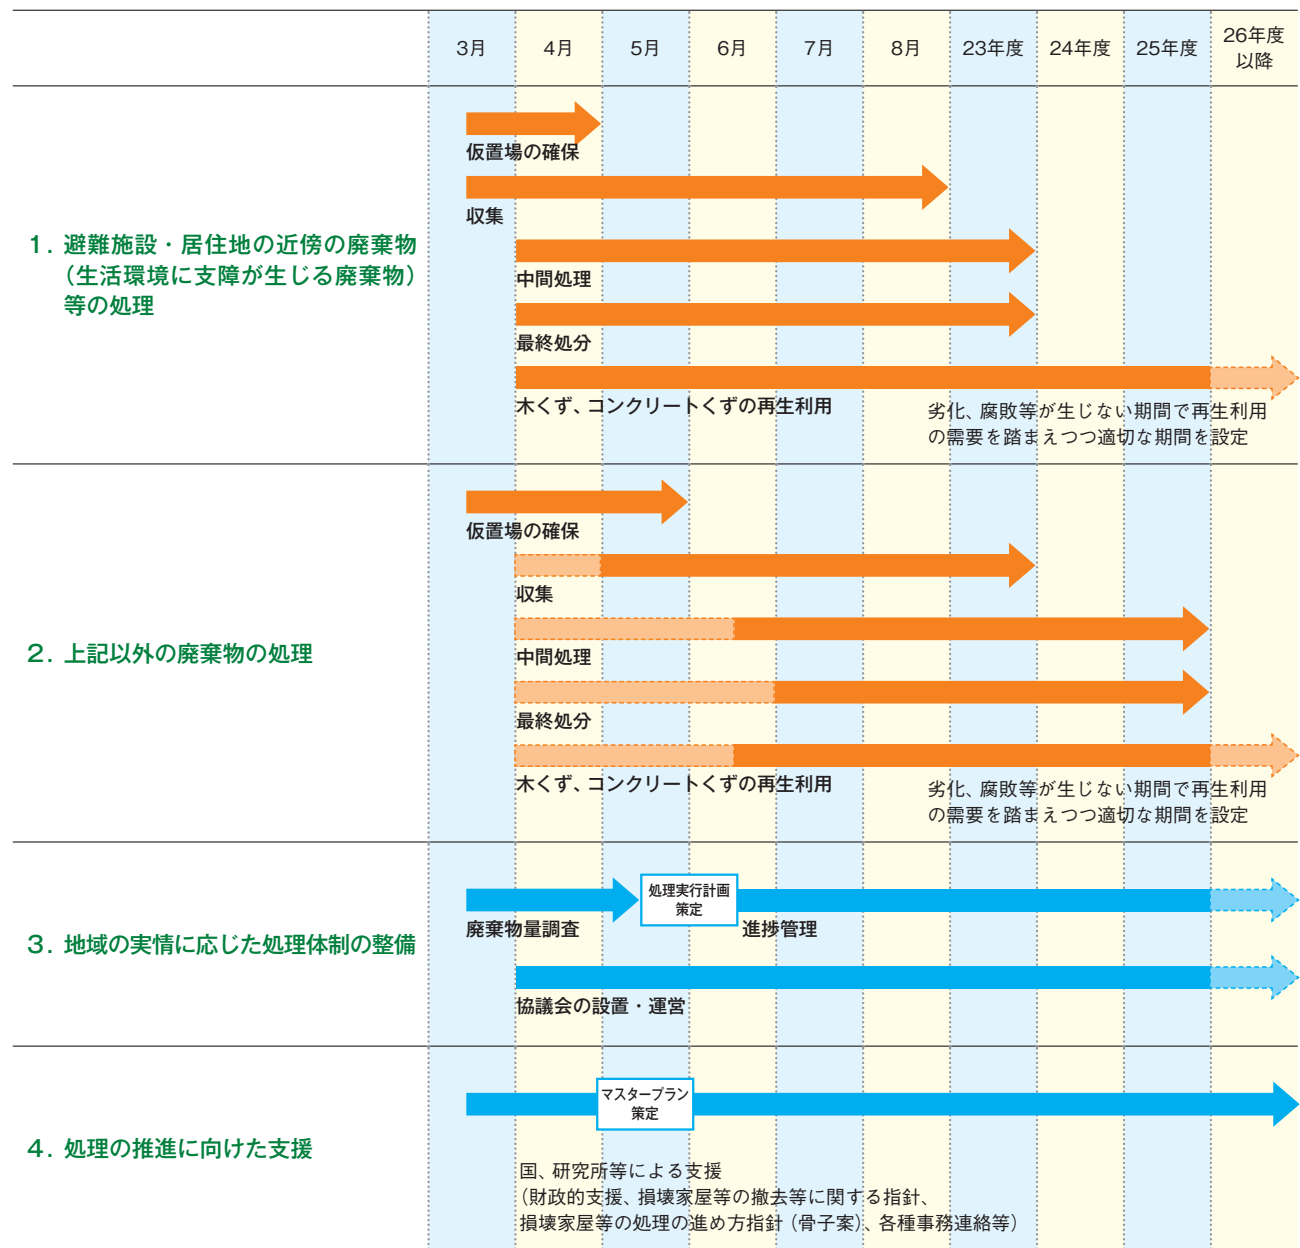 3月 4月 5月 6月 7月 8月 23年度 24年度 25年度 26年度
以降
1. 避難施設・居住地の近傍の廃棄物
（生活環境に支障が生じる廃棄物）
等の処理
仮置場の確保
収集
中間処理
最終処分
木くず、コンクリートくずの再生利用
劣化、腐敗等が生じない期間で再生利用
の需要を踏まえつつ適切な期間を設定
2. 上記以外の廃棄物の処理
仮置場の確保
収集
中間処理
最終処分
木くず、コンクリートくずの再生利用
劣化、腐敗等が生じない期間で再生利用
の需要を踏まえつつ適切な期間を設定
3. 地域の実情に応じた処理体制の整備
処理実行計画
策定
廃棄物量調査
進捗管理
協議会の設置・運営
4. 処理の推進に向けた支援
マスタープラン
策定
国、研究所等による支援
（財政的支援、損壊家屋等の撤去等に関する指針、
損壊家屋等の処理の進め方指針（骨子案）、各種事務連絡等）